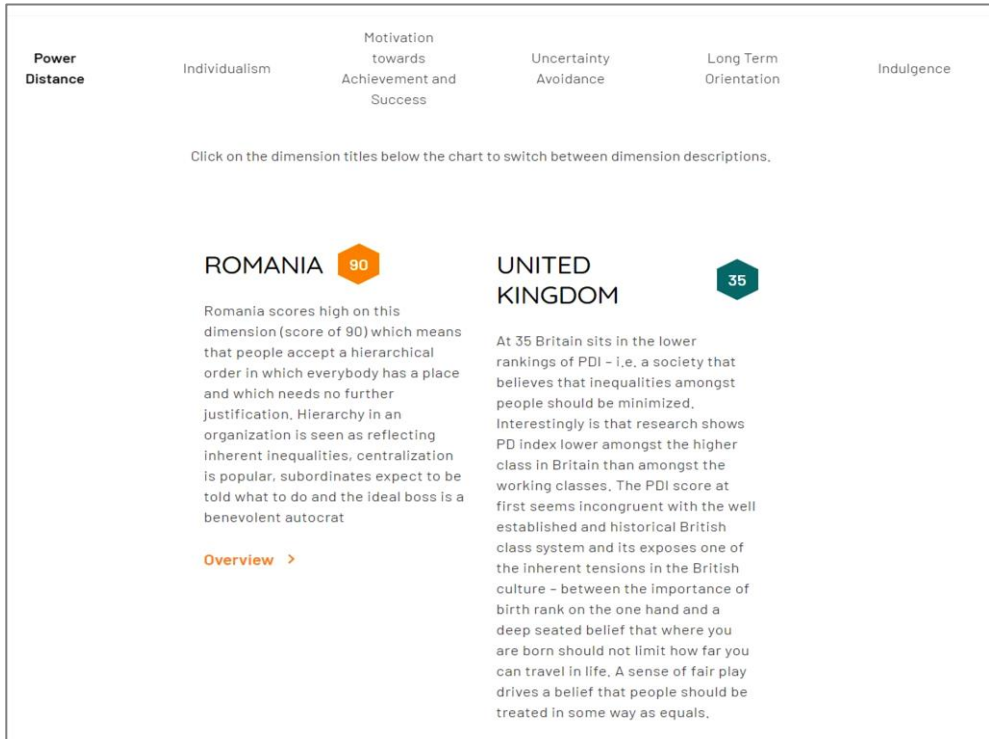 Power
Distance
Individualism
Motivation
towards
Achievement and
Success
Uncertainty
Avoidance
Long Term
Orientation
Indulgence
Click on the dimension titles below the chart to switch between dimension descriptions.
ROMANIA
90
Romania scores high on this
dimension (score of 90) which means
that people accept a hierarchical
order in which everybody has a place
and which needs no further
justification. Hierarchy in an
organization is seen as reflecting
inherent inequalities, centralization
is popular, subordinates expect to be
told what to do and the ideal boss is a
benevolent autocrat
Overview >
UNITED
KINGDOM
35
At 35 Britain sits in the lower
rankings of PDI – i.e. a society that
believes that inequalities amongst
people should be minimized.
Interestingly is that research shows
PD index lower amongst the higher
class in Britain than amongst the
working classes. The PDI score at
first seems incongruent with the well
established and historical British
class system and its exposes one of
the inherent tensions in the British
culture – between the importance of
birth rank on the one hand and a
deep seated belief that where you
are born should not limit how far you
can travel in life. A sense of fair play
drives a belief that people should be
treated in some way as equals.